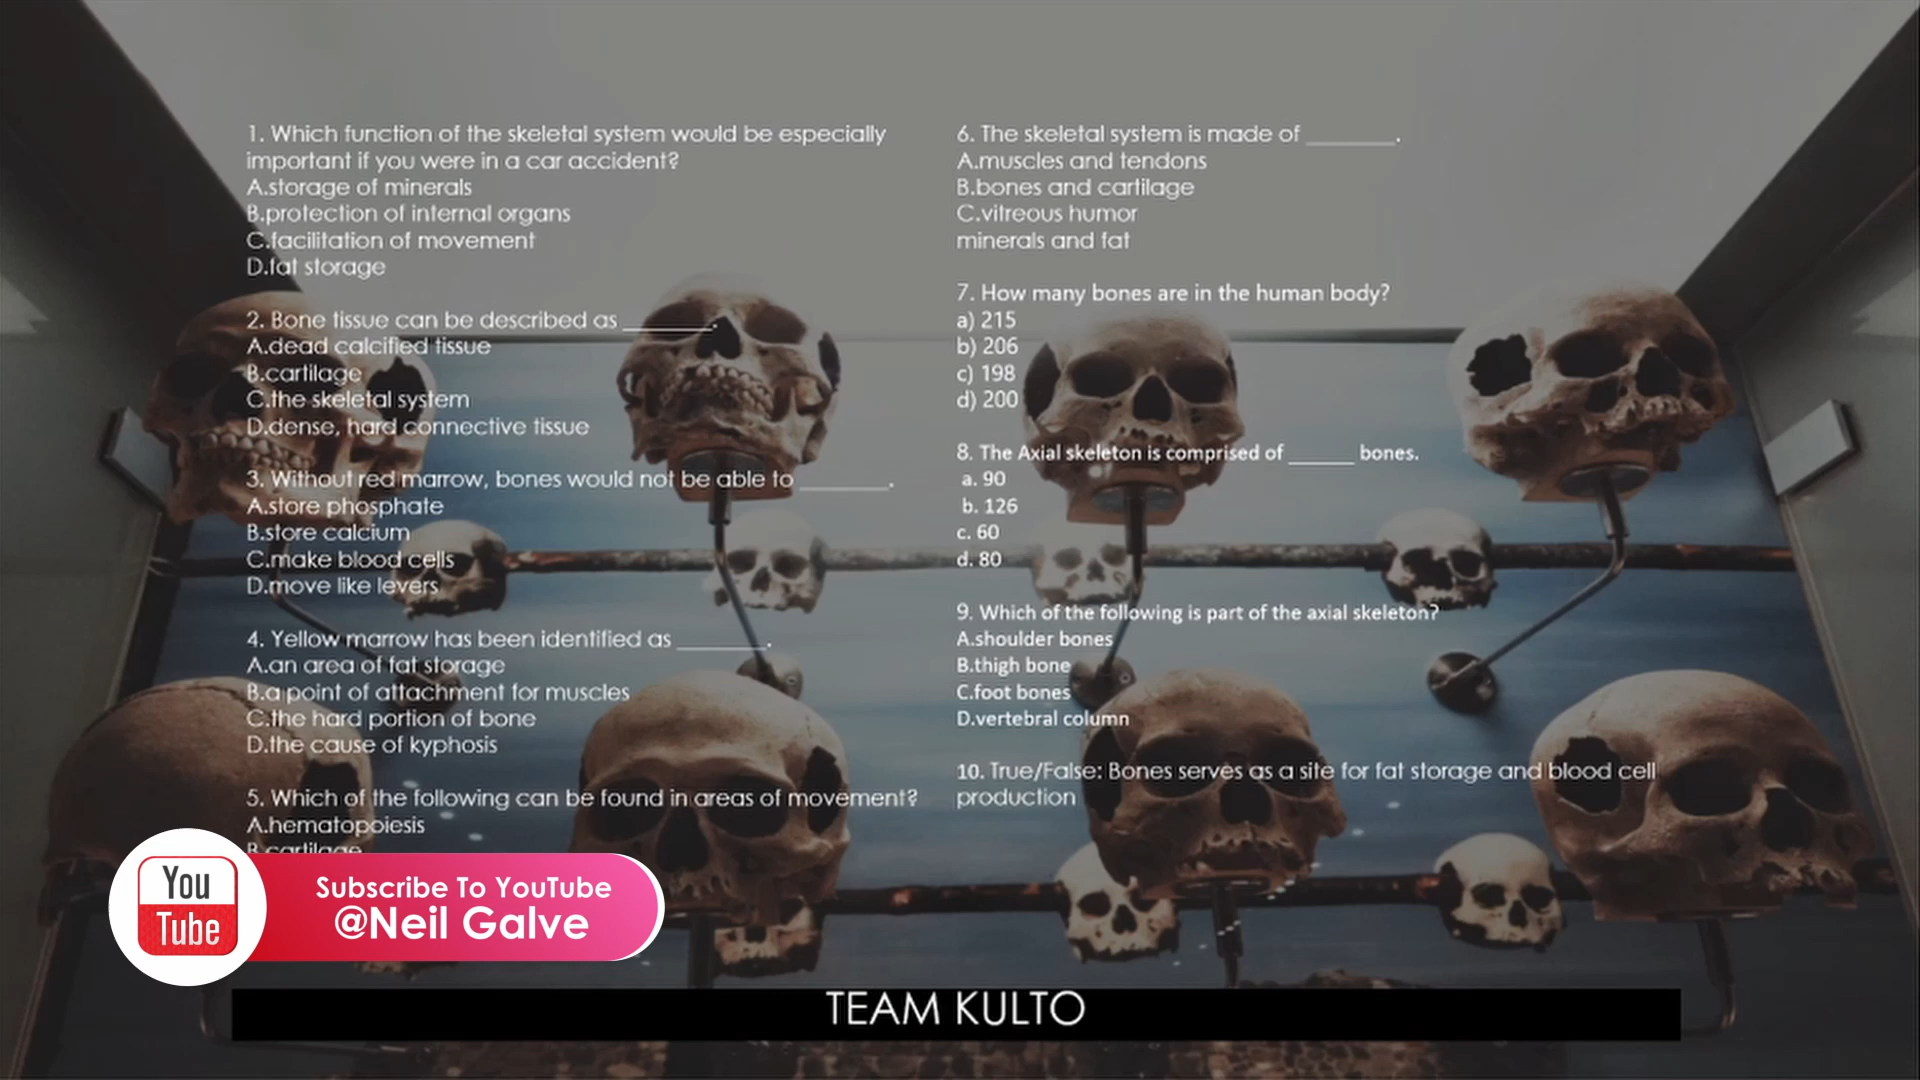 1. Which function of the skeletal system would be especially
important if you were in a car accident?
A.storage of minerals
B.protection of internal organs
C.facilitation of movement
D.fat storage
2. Bone tissue can be described as ________.
A.dead calcified tissue
B.cartilage
C.the skeletal system
D.dense, hard connective tissue
3. Without red marrow, bones would not be able to ________.
A.store phosphate
B.store calcium
C.make blood cells
D.move like levers
4. Yellow marrow has been identified as ________.
A.an area of fat storage
B.a point of attachment for muscles
C.the hard portion of bone
D.the cause of kyphosis
5. Which of the following can be found in areas of movement?
A.hematopoiesis
B.cartilage
6. The skeletal system is made of ________.
A.muscles and tendons
B.bones and cartilage
C.vitreous humor
minerals and fat
7. How many bones are in the human body?
a) 215
b) 206
c) 198
d) 200
8. The Axial skeleton is comprised of ______ bones.
a. 90
b. 126
c. 60
d. 80
9. Which of the following is part of the axial skeleton?
A.shoulder bones
B.thigh bone
C.foot bones
D.vertebral column
10. True/False: Bones serves as a site for fat storage and blood cell
production
You
Tube
Subscribe To YouTube
@Neil Galve
TEAM KULTO